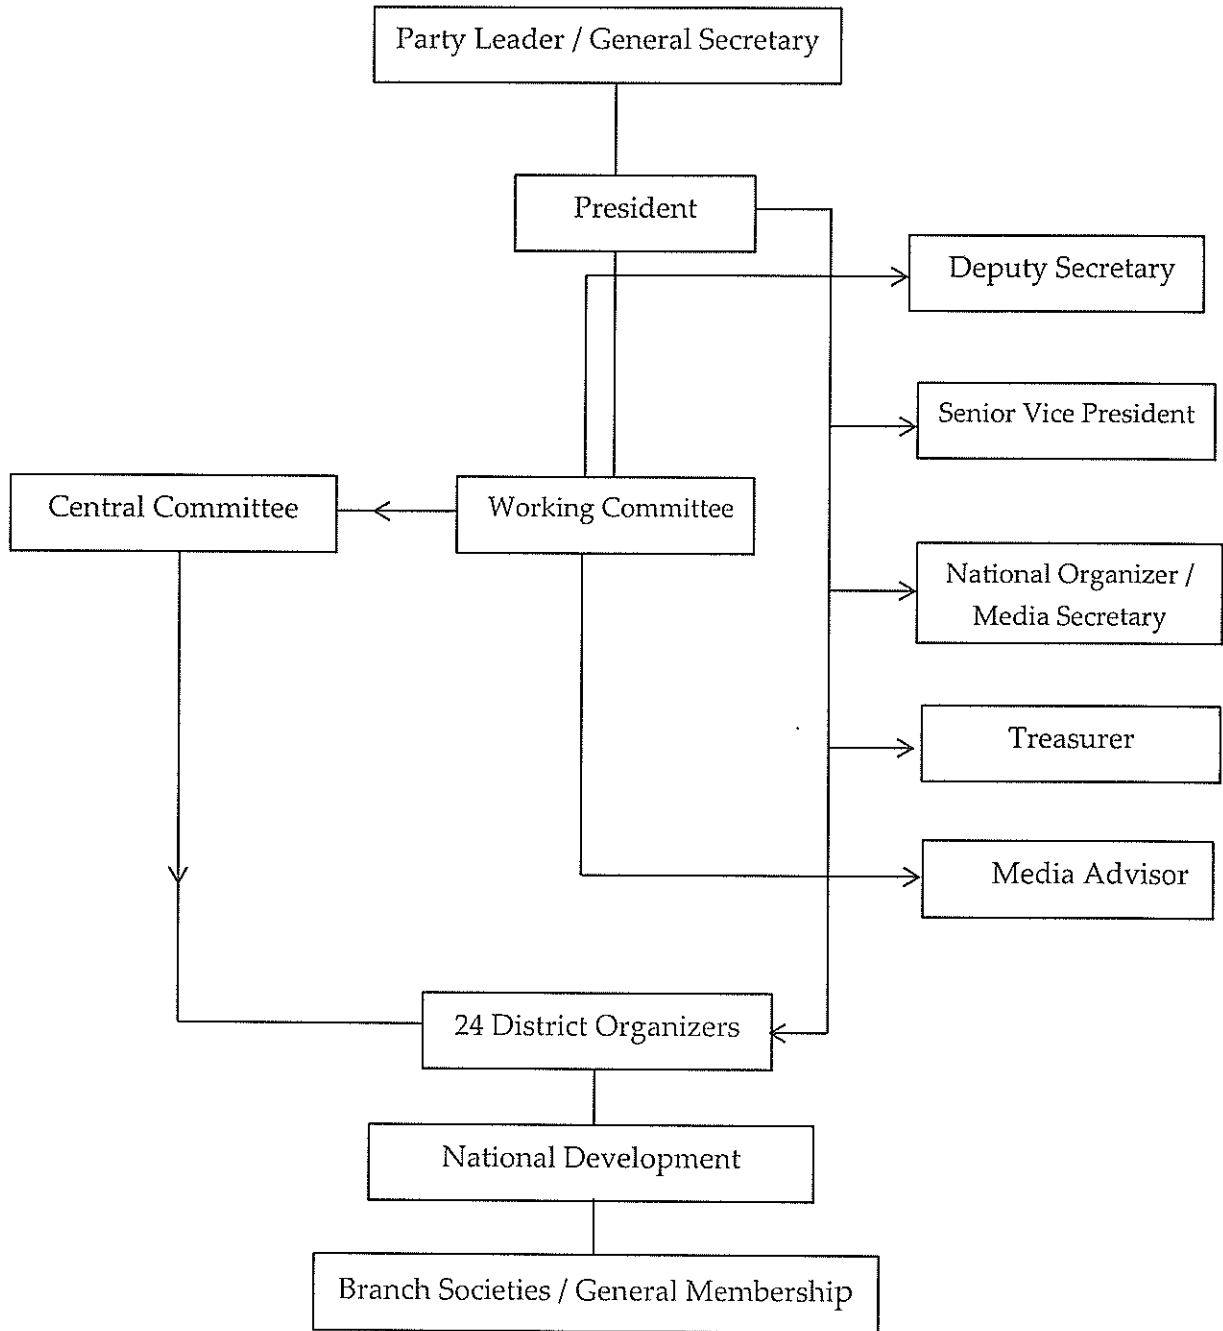 Party Leader / General Secretary
President
Deputy Secretary
Senior Vice President
Central Committee
Working Committee
National Organizer /
Media Secretary
Treasurer
Media Advisor
24 District Organizers
National Development
Branch Societies / General Membership